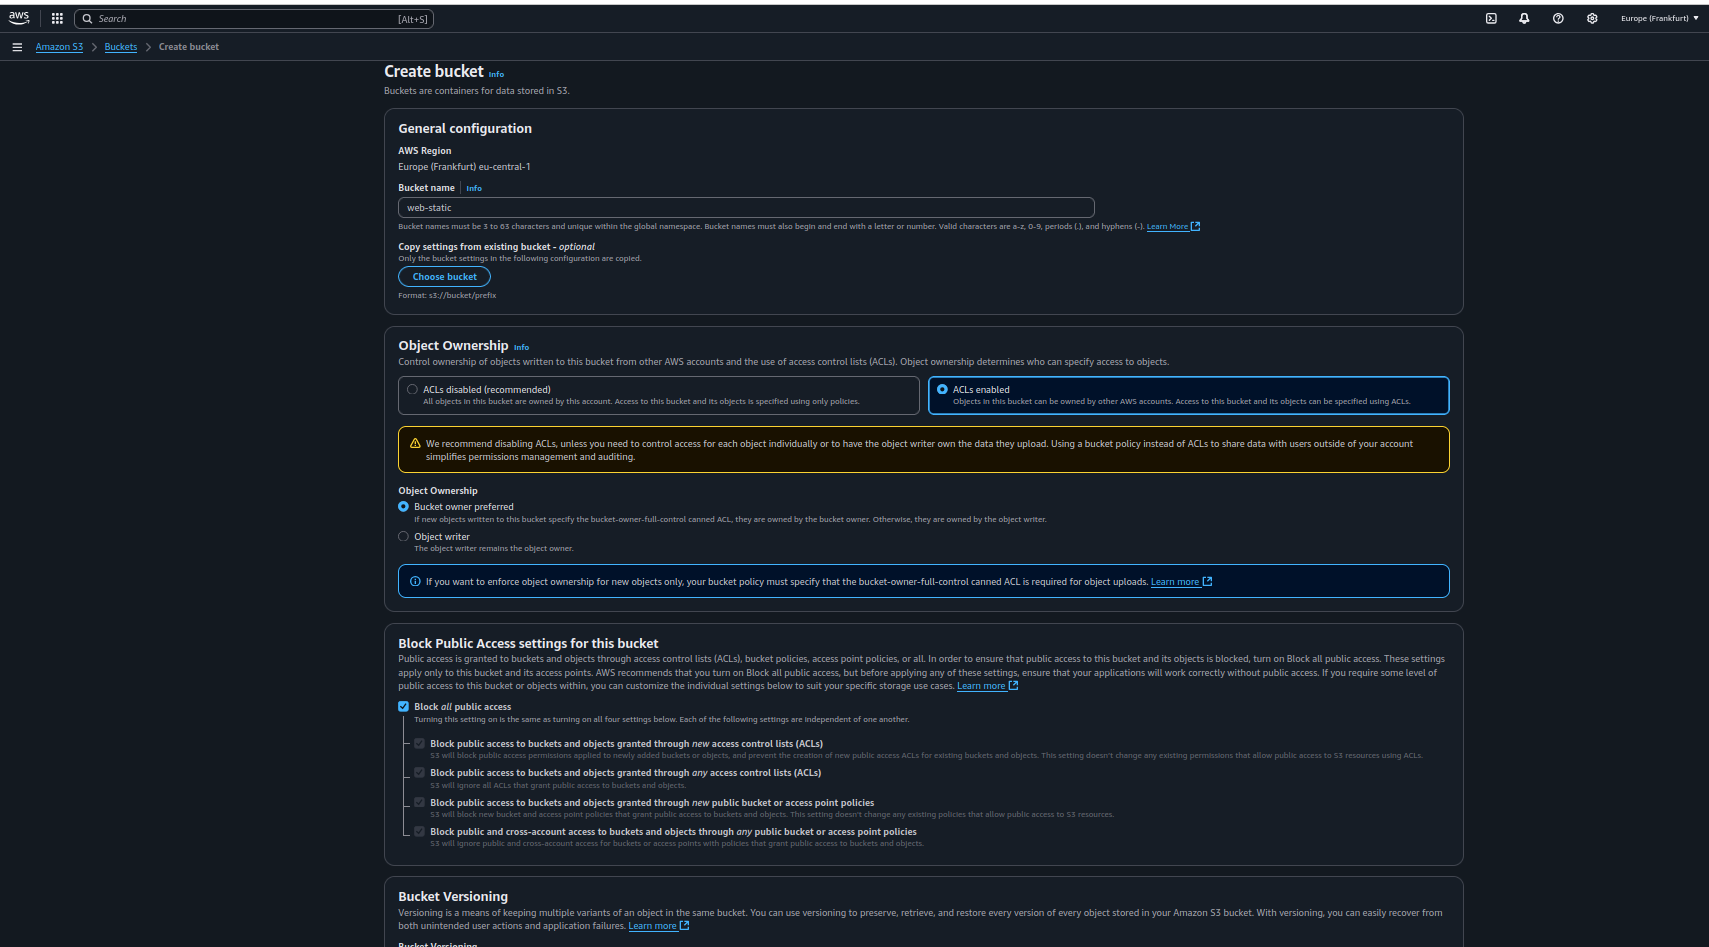 aws
Search
[Alt+S]
Europe (Frankfurt)
Amazon S3
Buckets
Create bucket
Create bucket Info
Buckets are containers for data stored in S3.
General configuration
AWS Region
Europe (Frankfurt) eu-central-1
Bucket name Info
web-static
Bucket names must be 3 to 63 characters and unique within the global namespace. Bucket names must also begin and end with a letter or number. Valid characters are a-z, 0-9, periods (.), and hyphens (-). Learn More
Copy settings from existing bucket - optional
Only the bucket settings in the following configuration are copied.
Choose bucket
Format: s3://bucket/prefix
Object Ownership Info
Control ownership of objects written to this bucket from other AWS accounts and the use of access control lists (ACLs). Object ownership determines who can specify access to objects.
ACLs disabled (recommended)
All objects in this bucket are owned by this account. Access to this bucket and its objects is specified using only policies.
ACLs enabled
Objects in this bucket can be owned by other AWS accounts. Access to this bucket and its objects can be specified using ACLs.
We recommend disabling ACLs, unless you need to control access for each object individually or to have the object writer own the data they upload. Using a bucket policy instead of ACLs to share data with users outside of your account
simplifies permissions management and auditing.
Object Ownership
Bucket owner preferred
If new objects written to this bucket specify the bucket-owner-full-control canned ACL, they are owned by the bucket owner. Otherwise, they are owned by the object writer.
Object writer
The object writer remains the object owner.
If you want to enforce object ownership for new objects only, your bucket policy must specify that the bucket-owner-full-control canned ACL is required for object uploads. Learn more
Block Public Access settings for this bucket
Public access is granted to buckets and objects through access control lists (ACLs), bucket policies, access point policies, or all. In order to ensure that public access to this bucket and its objects is blocked, turn on Block all public access. These settings
apply only to this bucket and its access points. AWS recommends that you turn on Block all public access, but before applying any of these settings, ensure that your applications will work correctly without public access. If you require some level of
public access to this bucket or objects within, you can customize the individual settings below to suit your specific storage use cases. Learn more
Block all public access
Turning this setting on is the same as turning on all four settings below. Each of the following settings are independent of one another.
Block public access to buckets and objects granted through new access control lists (ACLs)
S3 will block public access permissions applied to newly added buckets or objects, and prevent the creation of new public access ACLs for existing buckets and objects. This setting doesn't change any existing permissions that allow public access to S3 resources using ACLs.
Block public access to buckets and objects granted through any access control lists (ACLs)
S3 will ignore all ACLs that grant public access to buckets and objects.
Block public access to buckets and objects granted through new public bucket or access point policies
S3 will block new bucket and access point policies that grant public access to buckets and objects. This setting doesn't change any existing policies that allow public access to S3 resources.
Block public and cross-account access to buckets and objects through any public bucket or access point policies
S3 will ignore public and cross-account access for buckets or access points with policies that grant public access to buckets and objects.
Bucket Versioning
Versioning is a means of keeping multiple variants of an object in the same bucket. You can use versioning to preserve, retrieve, and restore every version of every object stored in your Amazon S3 bucket. With versioning, you can easily recover from
both unintended user actions and application failures. Learn more
Bucket Versioning